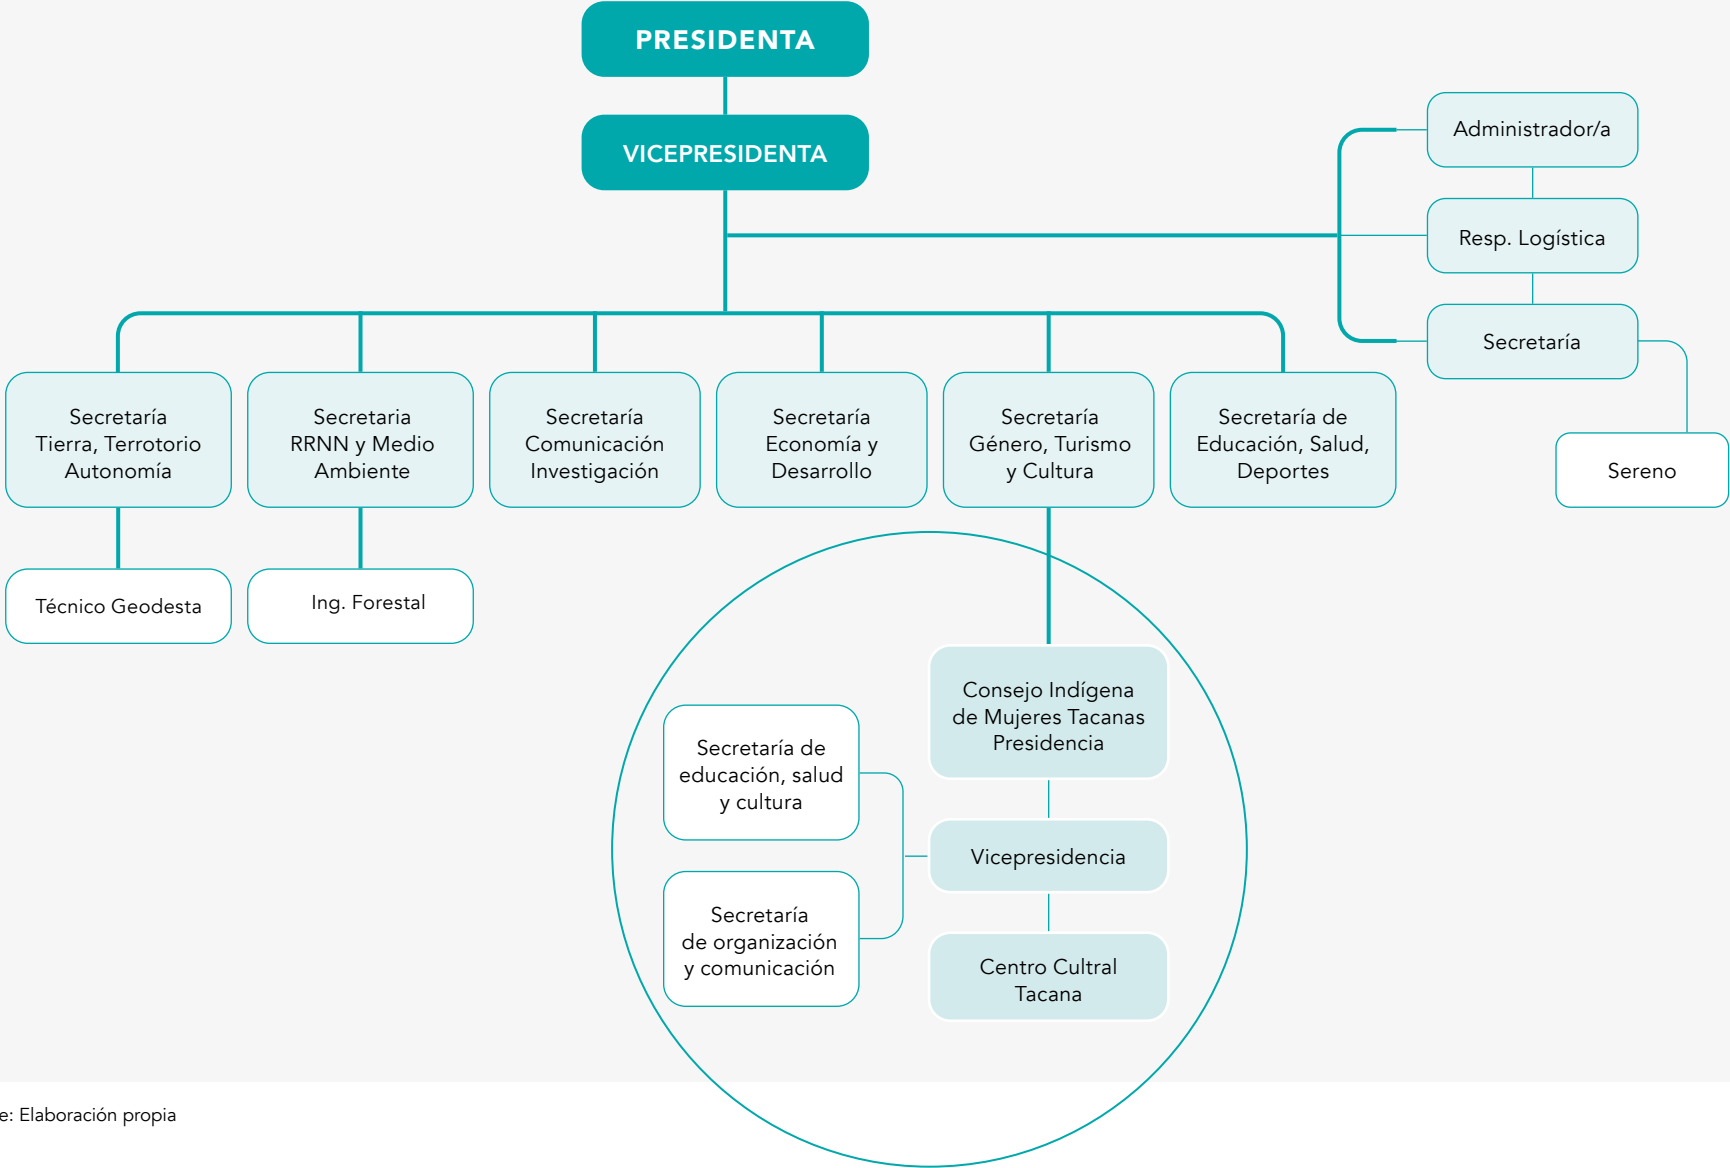 PRESIDENTA
VICEPRESIDENTA
Administrador/a
Resp. Logística
Secretaría
Sereno
Secretaría
Tierra, Terrotorio
Autonomía
Secretaria
RRNN y Medio
Ambiente
Secretaría
Comunicación
Investigación
Secretaría
Economía y
Desarrollo
Secretaría
Género, Turismo
y Cultura
Secretaría de
Educación, Salud,
Deportes
Técnico Geodesta
Ing. Forestal
Consejo Indígena
de Mujeres Tacanas
Presidencia
Secretaría de
educación, salud
y cultura
Vicepresidencia
Secretaría
de organización
y comunicación
Centro Cultral
Tacana
e: Elaboración propia